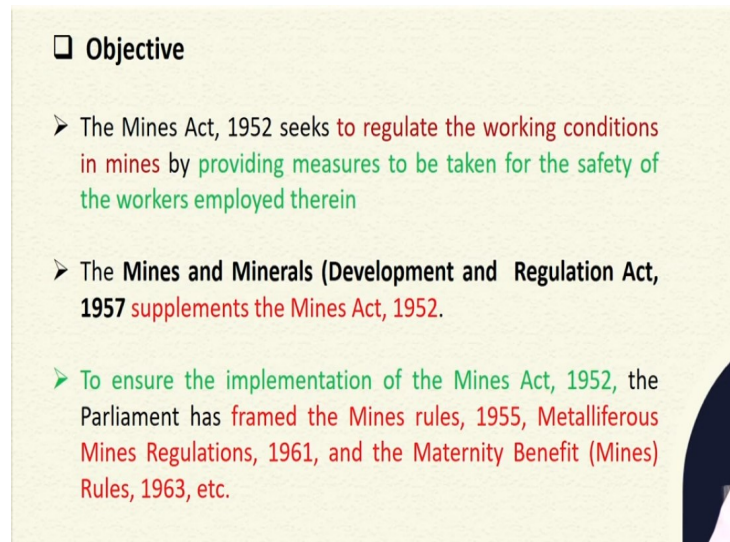 Objective
The Mines Act, 1952 seeks to regulate the working conditions
in mines by providing measures to be taken for the safety of
the workers employed therein
The Mines and Minerals (Development and Regulation Act,
1957 supplements the Mines Act, 1952.
To ensure the implementation of the Mines Act, 1952, the
Parliament has framed the Mines rules, 1955, Metalliferous
Mines Regulations, 1961, and the Maternity Benefit (Mines)
Rules, 1963, etc.